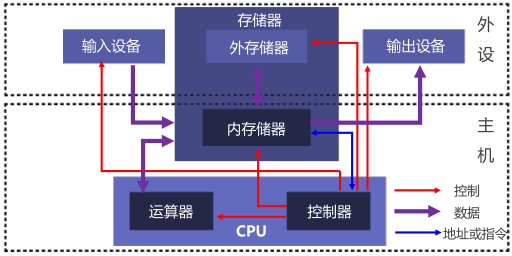 存储器
输入设备
外存储器
输出设备
外设
内存储器
主机
运算器
控制器
CPU
控制
数据
地址或指令